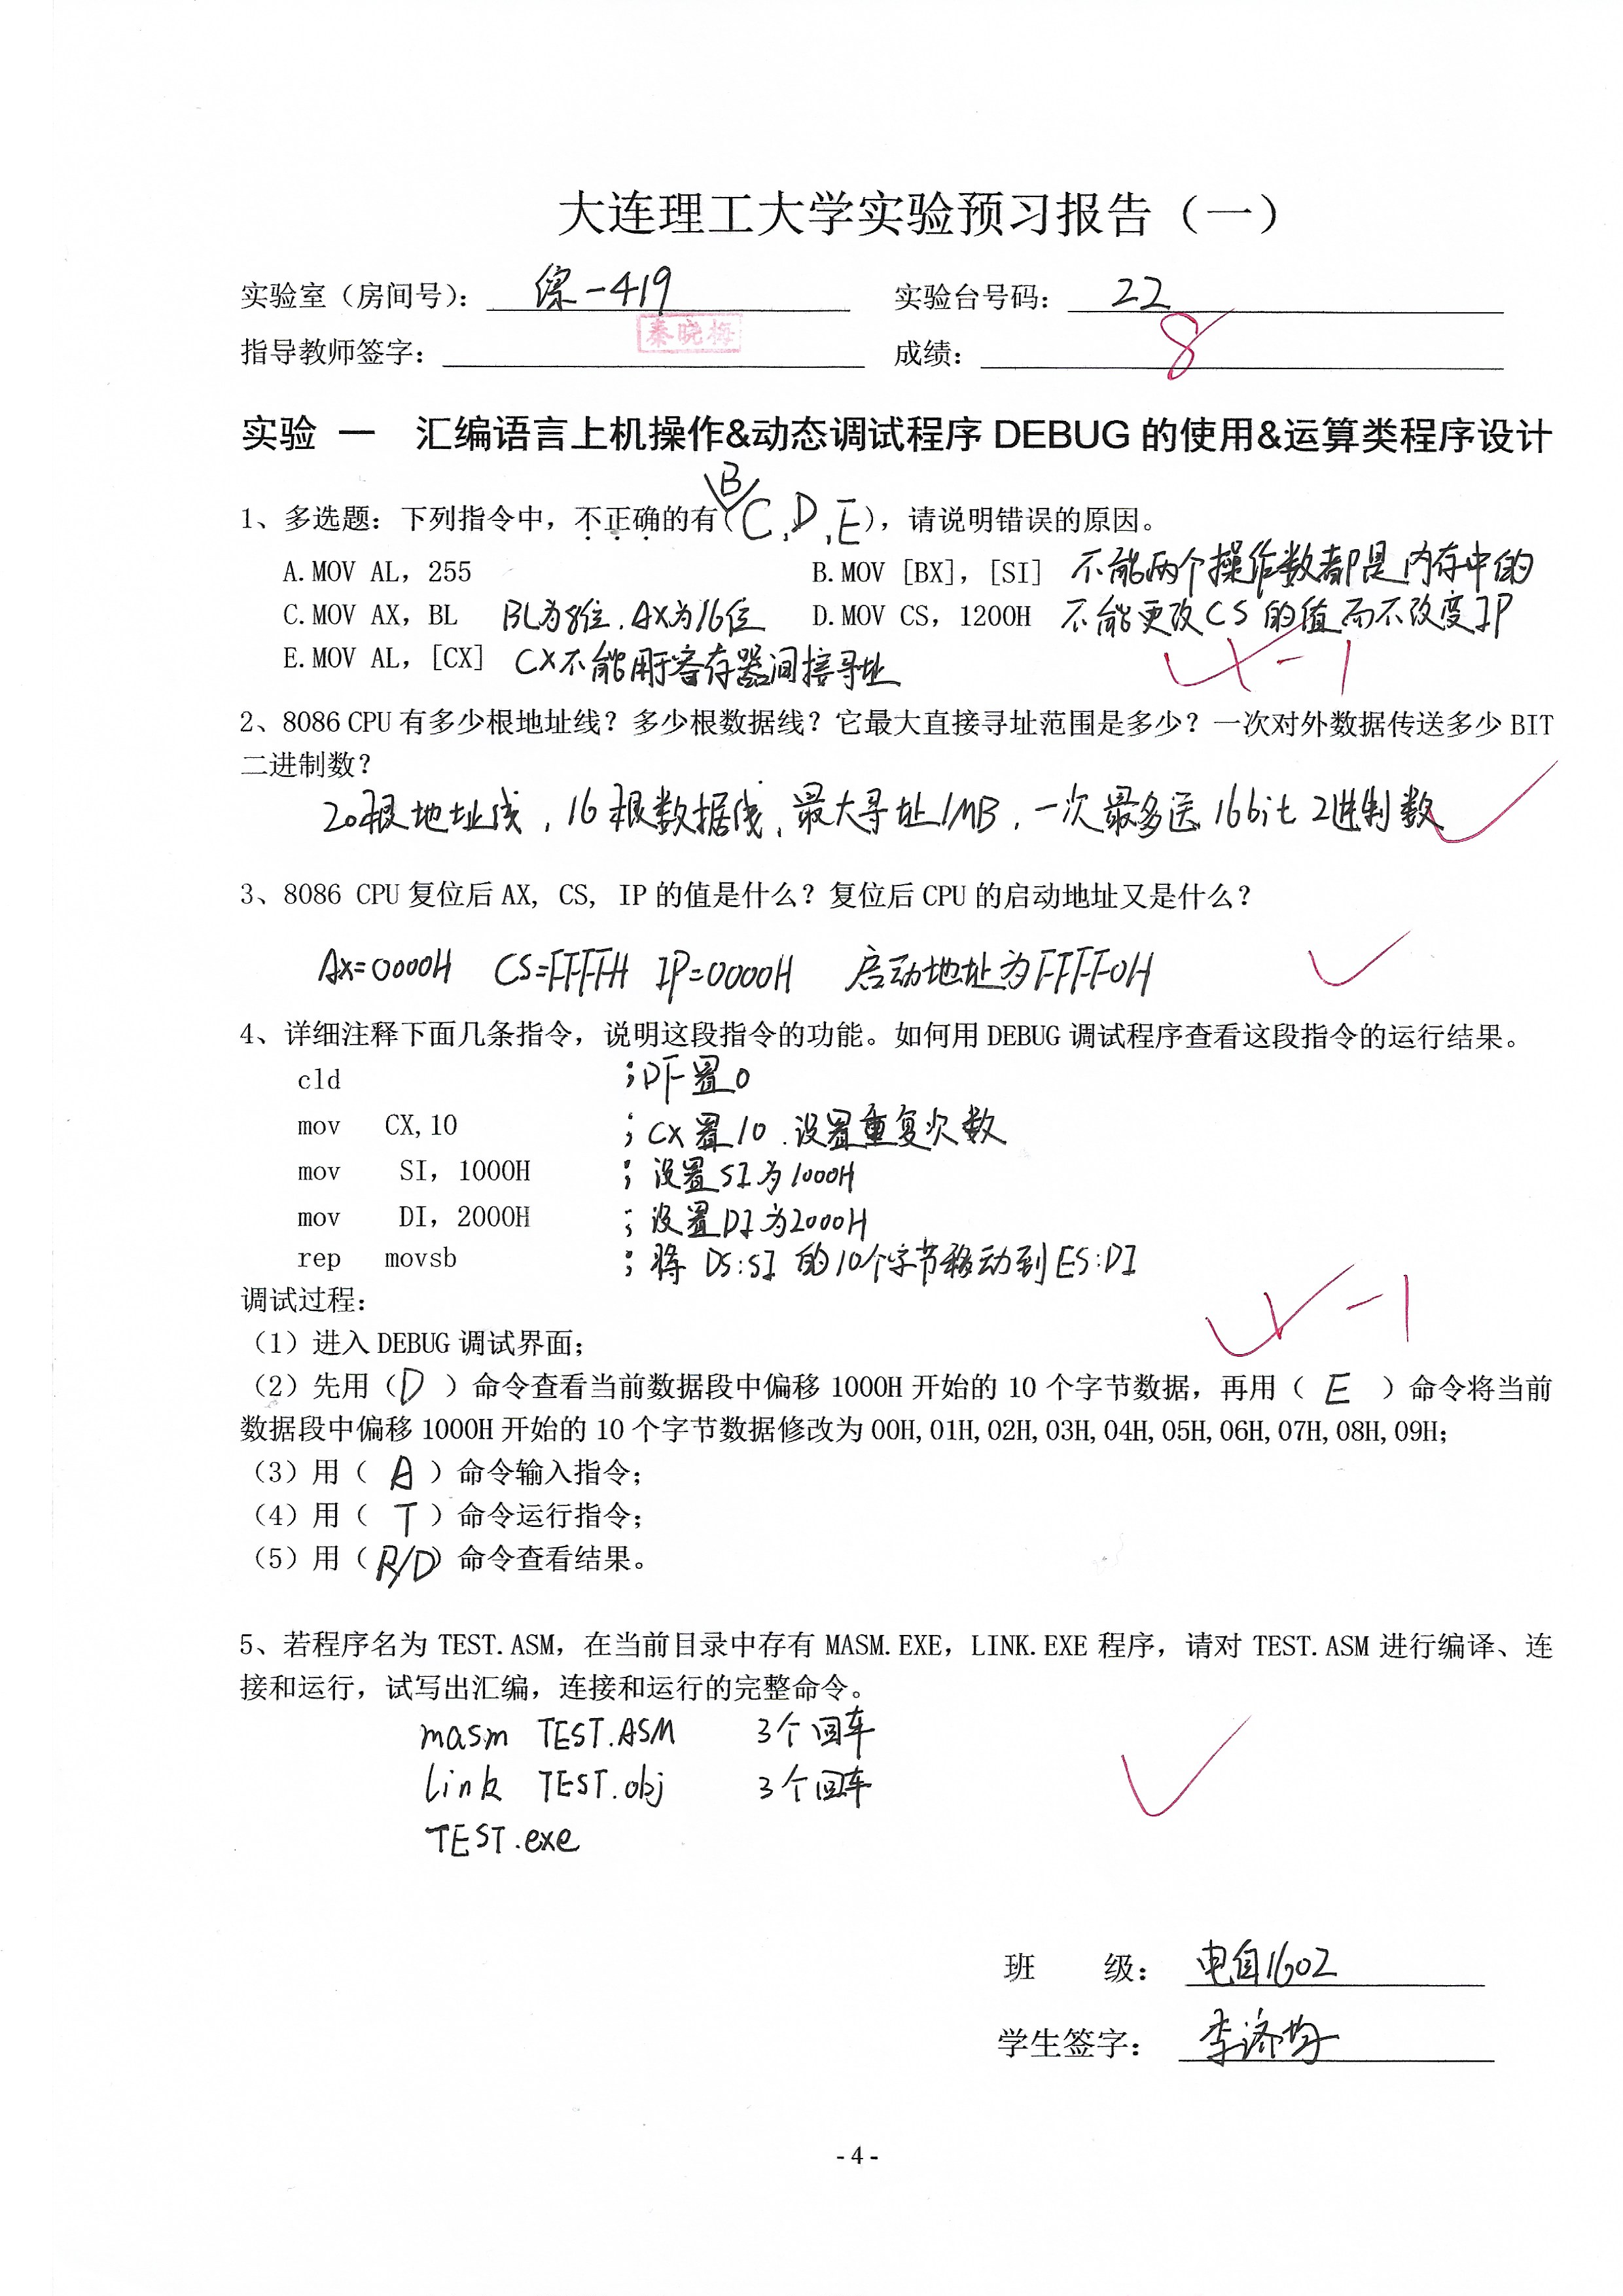 大连理工大学实验预习报告（一）
实验室（房间号）：综-419 实验台号码：22
指导教师签字：秦晓梅 成绩：8
实验 一 汇编语言上机操作&动态调试程序 DEBUG 的使用&运算类程序设计
B
1、多选题：下列指令中，不正确的有（C,D,E），请说明错误的原因。
A.MOV AL，255 B.MOV [BX]，[SI] 不能两个操作数都是内存中的
C.MOV AX，BL BL为8位.AX为16位 D.MOV CS，1200H 不能更改CS的值而不改变IP
E.MOV AL，[CX] CX不能用于寄存器间接寻址
-1
2、8086 CPU 有多少根地址线？多少根数据线？它最大直接寻址范围是多少？一次对外数据传送多少 BIT
二进制数？
20根地址线，16根数据线，最大寻址1MB，一次最多送16bit 2进制数
3、8086 CPU 复位后 AX, CS, IP 的值是什么？复位后 CPU 的启动地址又是什么？
AX=0000H CS=FFFFH IP=0000H 启动地址为FFFF0H
4、详细注释下面几条指令，说明这段指令的功能。如何用 DEBUG 调试程序查看这段指令的运行结果。
cld ;DF置0
mov CX,10 ;CX置10.设置重复次数
mov SI，1000H ;设置SI为1000H
mov DI，2000H ;设置DI为2000H
rep movsb ;将DS:SI的10个字节移动到ES:DI
调试过程：
-1
（1）进入 DEBUG 调试界面；
（2）先用（D）命令查看当前数据段中偏移 1000H 开始的 10 个字节数据，再用（E）命令将当前
数据段中偏移 1000H 开始的 10 个字节数据修改为 00H,01H,02H,03H,04H,05H,06H,07H,08H,09H；
（3）用（A）命令输入指令；
（4）用（T）命令运行指令；
（5）用（R/D）命令查看结果。
5、若程序名为 TEST.ASM，在当前目录中存有 MASM.EXE，LINK.EXE 程序，请对 TEST.ASM 进行编译、连
接和运行，试写出汇编，连接和运行的完整命令。
masm TEST.ASM 3个回车
link TEST.obj 3个回车
TEST.exe
班 级：电自1602
学生签字：李济均
- 4 -